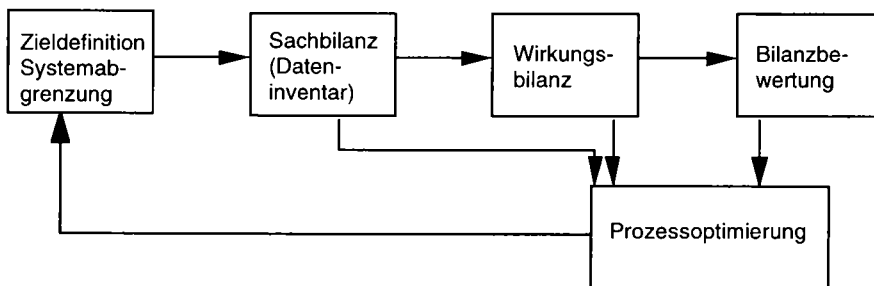 Zieldefinition
Systemab-
grenzung
Sachbilanz
(Daten-
inventar)
Wirkungs-
bilanz
Bilanzbe-
wertung
Prozessoptimierung